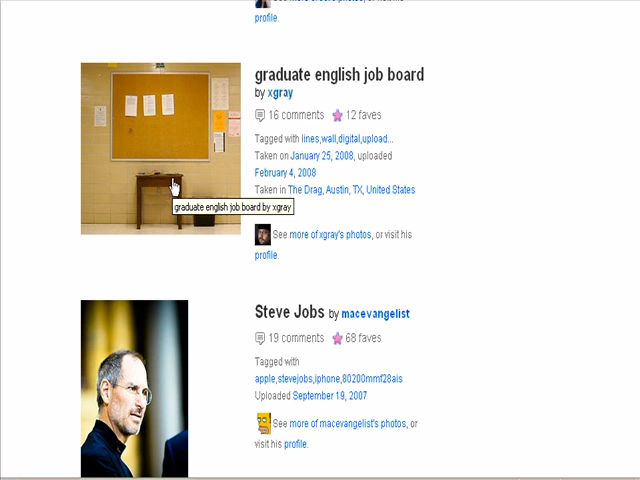 profile.
graduate english job board
by xgray
16 comments 12 faves
Tagged with lines,wall,digital,upload...
Taken on January 25, 2008, uploaded
February 4, 2008
Taken in The Drag, Austin, TX, United States
graduate english job board by xgray
See more of xgray's photos, or visit his
profile.
Steve Jobs by macevangelist
19 comments 68 faves
Tagged with
apple,stevejobs,iphone,80200mmf28ais
Uploaded September 19, 2007
See more of macevangelist's photos, or
visit his profile.